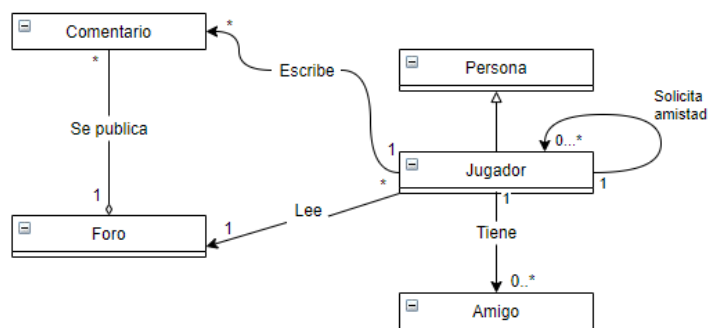 Comentario
*
*
Escribe
Persona
Solicita
amistad
Se publica
0...*
1
Jugador
*
1
1
1
Lee
1
Foro
Tiene
0..*
Amigo